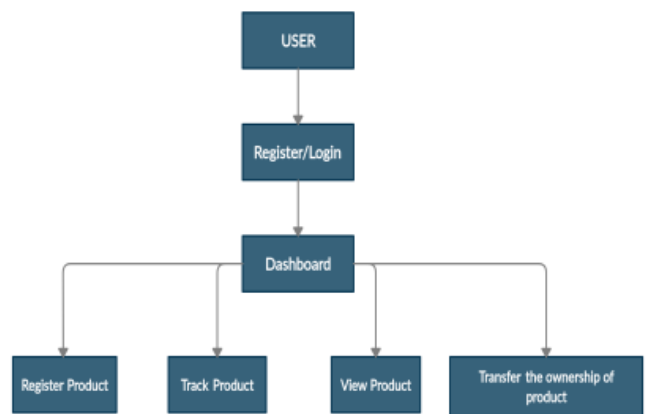 USER
Register/Login
Dashboard
Register Product
Track Product
View Product
Transfer the ownership of
product